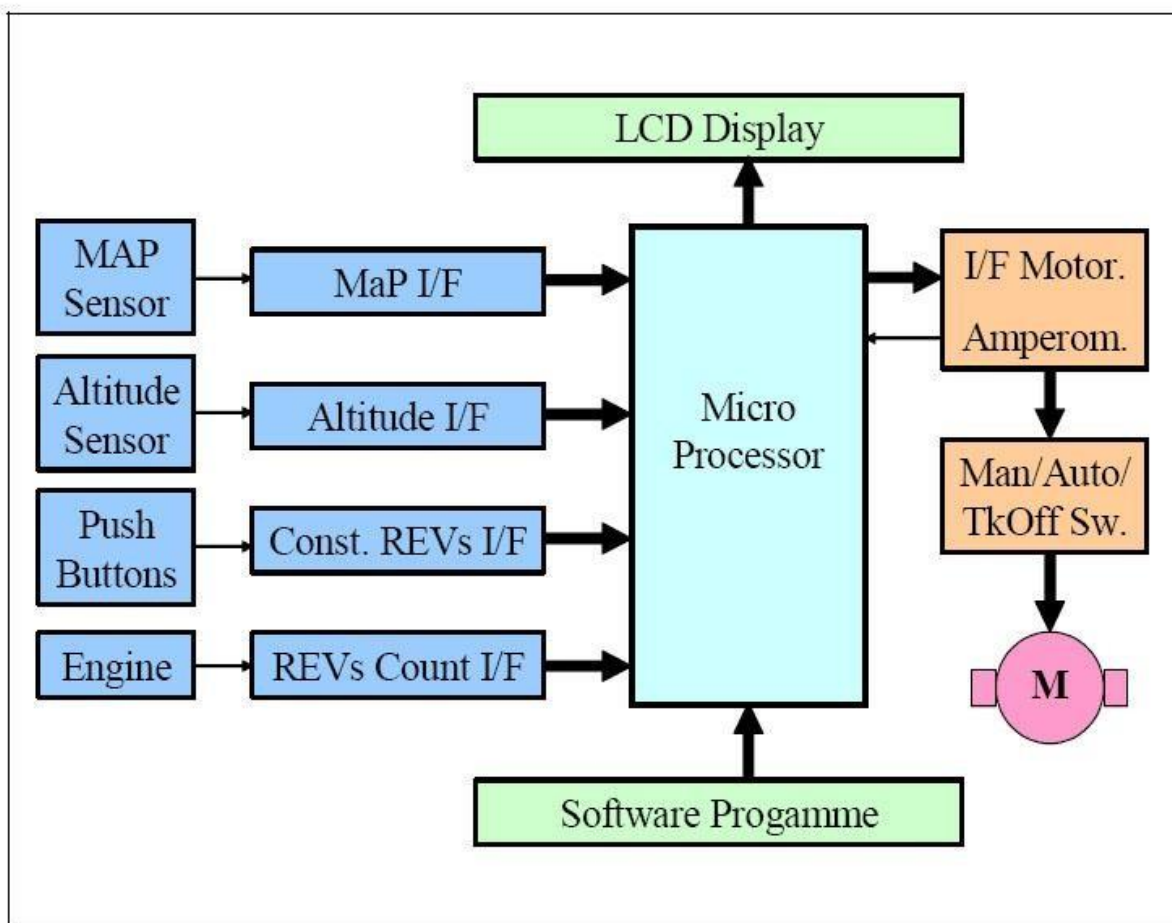 LCD Display
MAP
Sensor
MaP I/F
Altitude
Sensor
Altitude I/F
Push
Buttons
Const. REVs I/F
Engine
REVs Count I/F
Micro
Processor
I/F Motor.
Amperom.
Man/Auto/
TkOff Sw.
M
Software Progamme